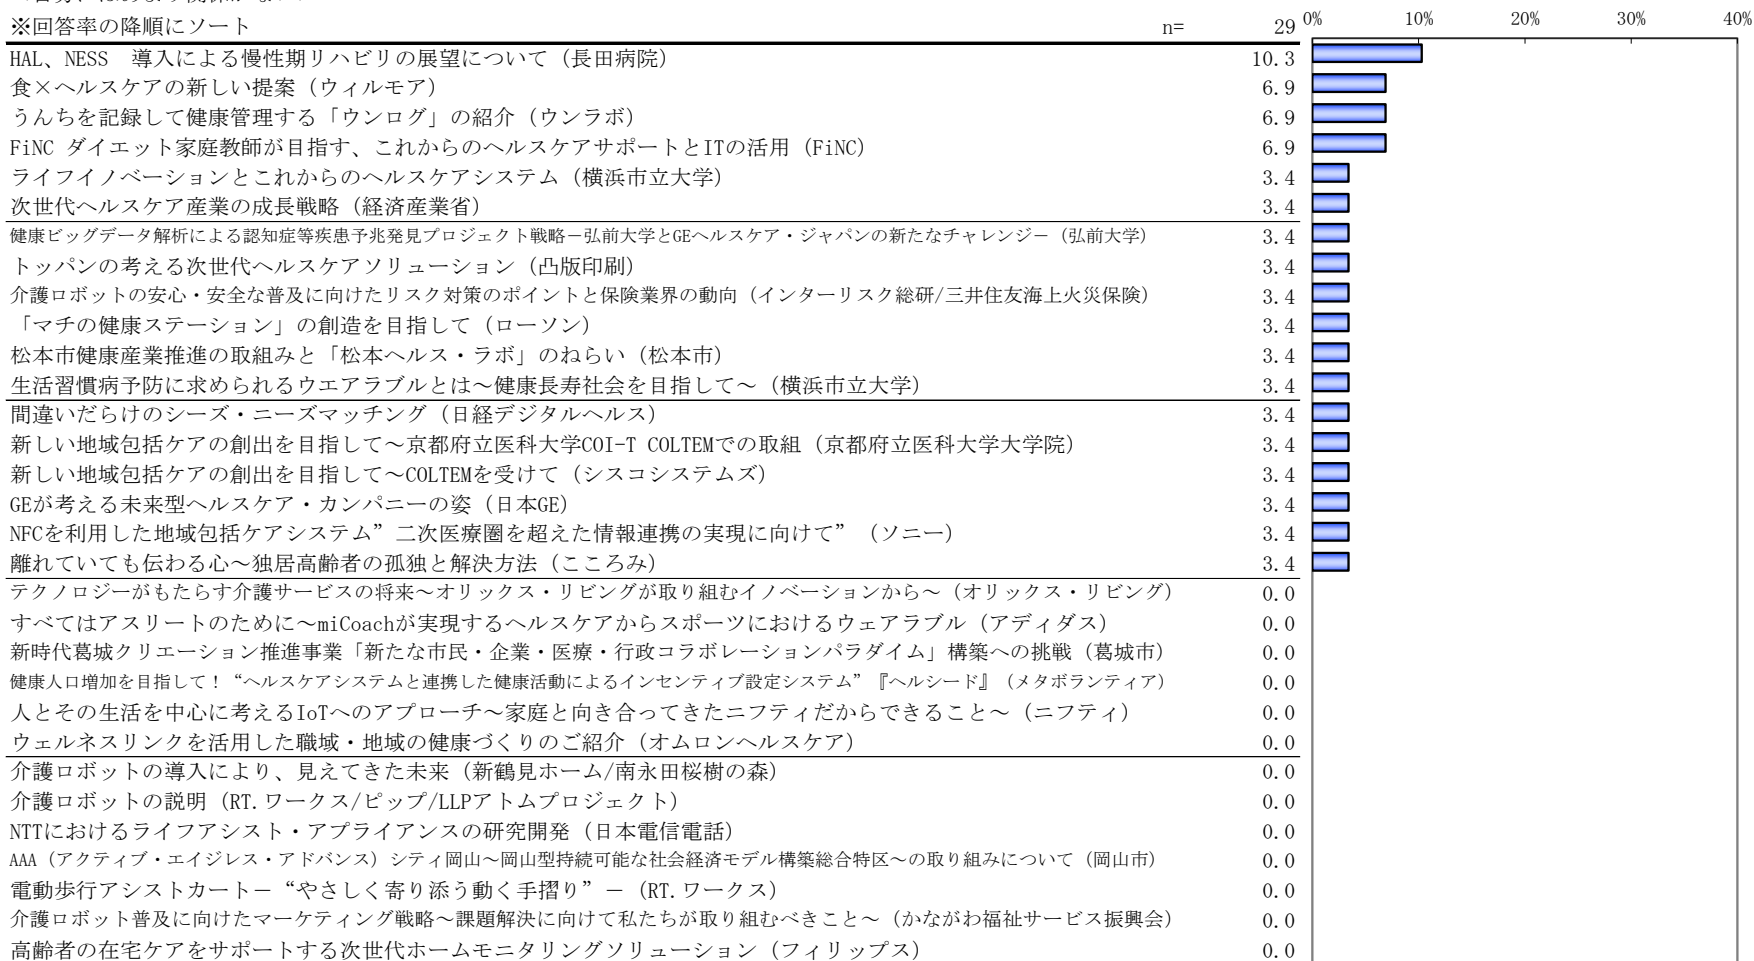 ※回答率の降順にソート n= 29 0% 10% 20% 30% 40%
HAL、NESS 導入による慢性期リハビリの展望について（長田病院） 10.3
食×ヘルスケアの新しい提案（ウィルモア） 6.9
うんちを記録して健康管理する「ウンログ」の紹介（ウンラボ） 6.9
FiNC ダイエット家庭教師が目指す、これからのヘルスケアサポートとITの活用（FiNC） 6.9
ライフイノベーションとこれからのヘルスケアシステム（横浜市立大学） 3.4
次世代ヘルスケア産業の成長戦略（経済産業省） 3.4
健康ビッグデータ解析による認知症等疾患予兆発見プロジェクト戦略－弘前大学とGEヘルスケア・ジャパンの新たなチャレンジ－（弘前大学） 3.4
トッパンの考える次世代ヘルスケアソリューション（凸版印刷） 3.4
介護ロボットの安心・安全な普及に向けたリスク対策のポイントと保険業界の動向（インターリスク総研/三井住友海上火災保険） 3.4
「マチの健康ステーション」の創造を目指して（ローソン） 3.4
松本市健康産業推進の取組みと「松本ヘルス・ラボ」のねらい（松本市） 3.4
生活習慣病予防に求められるウエアラブルとは～健康長寿社会を目指して～（横浜市立大学） 3.4
間違いだらけのシーズ・ニーズマッチング（日経デジタルヘルス） 3.4
新しい地域包括ケアの創出を目指して～京都府立医科大学COI-T COLTEMでの取組（京都府立医科大学大学院） 3.4
新しい地域包括ケアの創出を目指して～COLTEMを受けて（シスコシステムズ） 3.4
GEが考える未来型ヘルスケア・カンパニーの姿（日本GE） 3.4
NFCを利用した地域包括ケアシステム”二次医療圏を超えた情報連携の実現に向けて”（ソニー） 3.4
離れていても伝わる心～独居高齢者の孤独と解決方法（こころみ） 3.4
テクノロジーがもたらす介護サービスの将来～オリックス・リビングが取り組むイノベーションから～（オリックス・リビング） 0.0
すべてはアスリートのために～miCoachが実現するヘルスケアからスポーツにおけるウェアラブル（アディダス） 0.0
新時代葛城クリエーション推進事業「新たな市民・企業・医療・行政コラボレーションパラダイム」構築への挑戦（葛城市） 0.0
健康人口増加を目指して！“ヘルスケアシステムと連携した健康活動によるインセンティブ設定システム”『ヘルシード』（メタボランティア） 0.0
人とその生活を中心に考えるIoTへのアプローチ～家庭と向き合ってきたニフティだからできること～（ニフティ） 0.0
ウェルネスリンクを活用した職域・地域の健康づくりのご紹介（オムロンヘルスケア） 0.0
介護ロボットの導入により、見えてきた未来（新鶴見ホーム/南永田桜樹の森） 0.0
介護ロボットの説明（RT.ワークス/ピップ/LLPアトムプロジェクト） 0.0
NTTにおけるライフアシスト・アプライアンスの研究開発（日本電信電話） 0.0
AAA（アクティブ・エイジレス・アドバンス）シティ岡山～岡山型持続可能な社会経済モデル構築総合特区～の取り組みについて（岡山市） 0.0
電動歩行アシストカート－“やさしく寄り添う動く手摺り”－（RT.ワークス） 0.0
介護ロボット普及に向けたマーケティング戦略～課題解決に向けて私たちが取り組むべきこと～（かながわ福祉サービス振興会） 0.0
高齢者の在宅ケアをサポートする次世代ホームモニタリングソリューション（フィリップス） 0.0